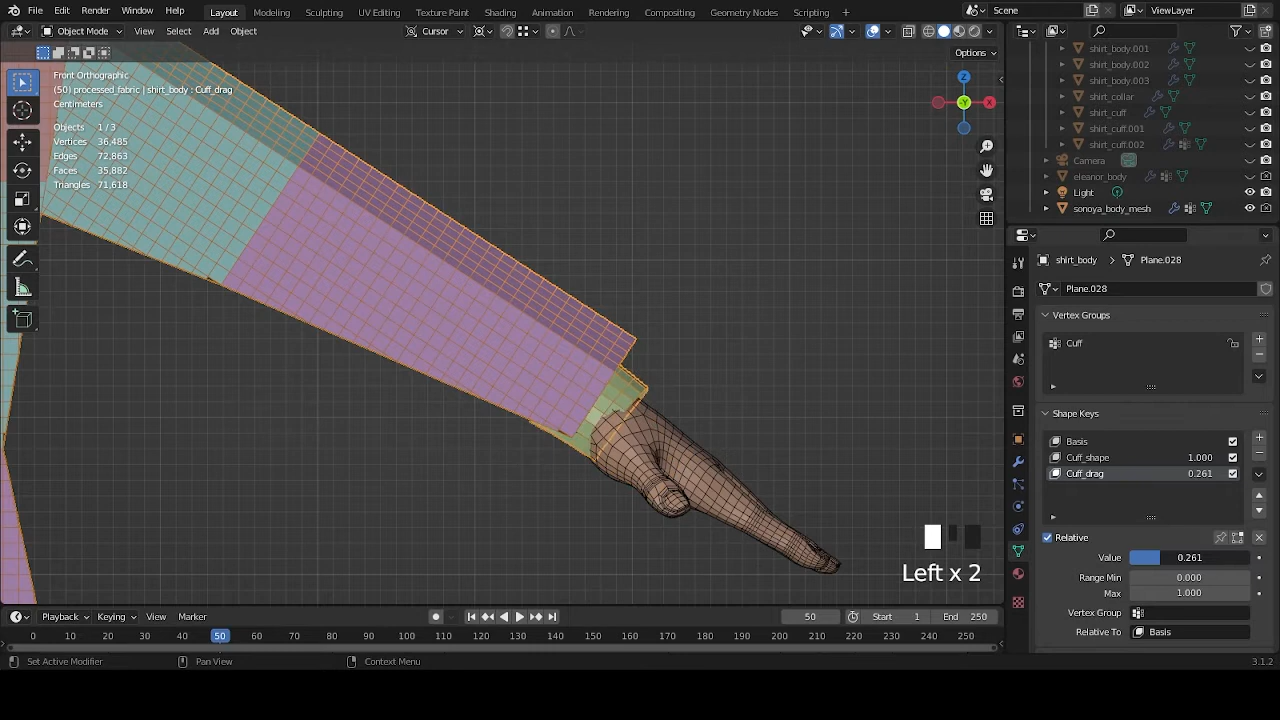 File Edit Render Window Help Layout Modeling Sculpting UV Editing Texture Paint Shading Animation Rendering Compositing Geometry Nodes Scripting + Scene ViewLayer
Object Mode View Select Add Object Cursor
Options
Front Orthographic
(50) processed_fabric | shirt_body : Cuff_drag
Centimeters
Objects 1 / 3
Vertices 36,485
Edges 72,863
Faces 35,882
Triangles 71,618
Z
-Y X
shirt_body.001
shirt_body.002
shirt_body.003
shirt_collar
shirt_cuff
shirt_cuff.001
shirt_cuff.002
Camera
eleanor_body
Light
sonoya_body_mesh
shirt_body Plane.028
Plane.028
Vertex Groups
Cuff
Shape Keys
Basis
Cuff_shape 1.000
Cuff_drag 0.261
Relative
Value 0.261
Range Min 0.000
Max 1.000
Vertex Group
Relative To Basis
Left x 2
Playback Keying View Marker 50 Start 1 End 250
0 10 20 30 40 50 60 70 80 90 100 110 120 130 140 150 160 170 180 190 200 210 220 230 240 250
Set Active Modifier Pan View Context Menu 3.1.2